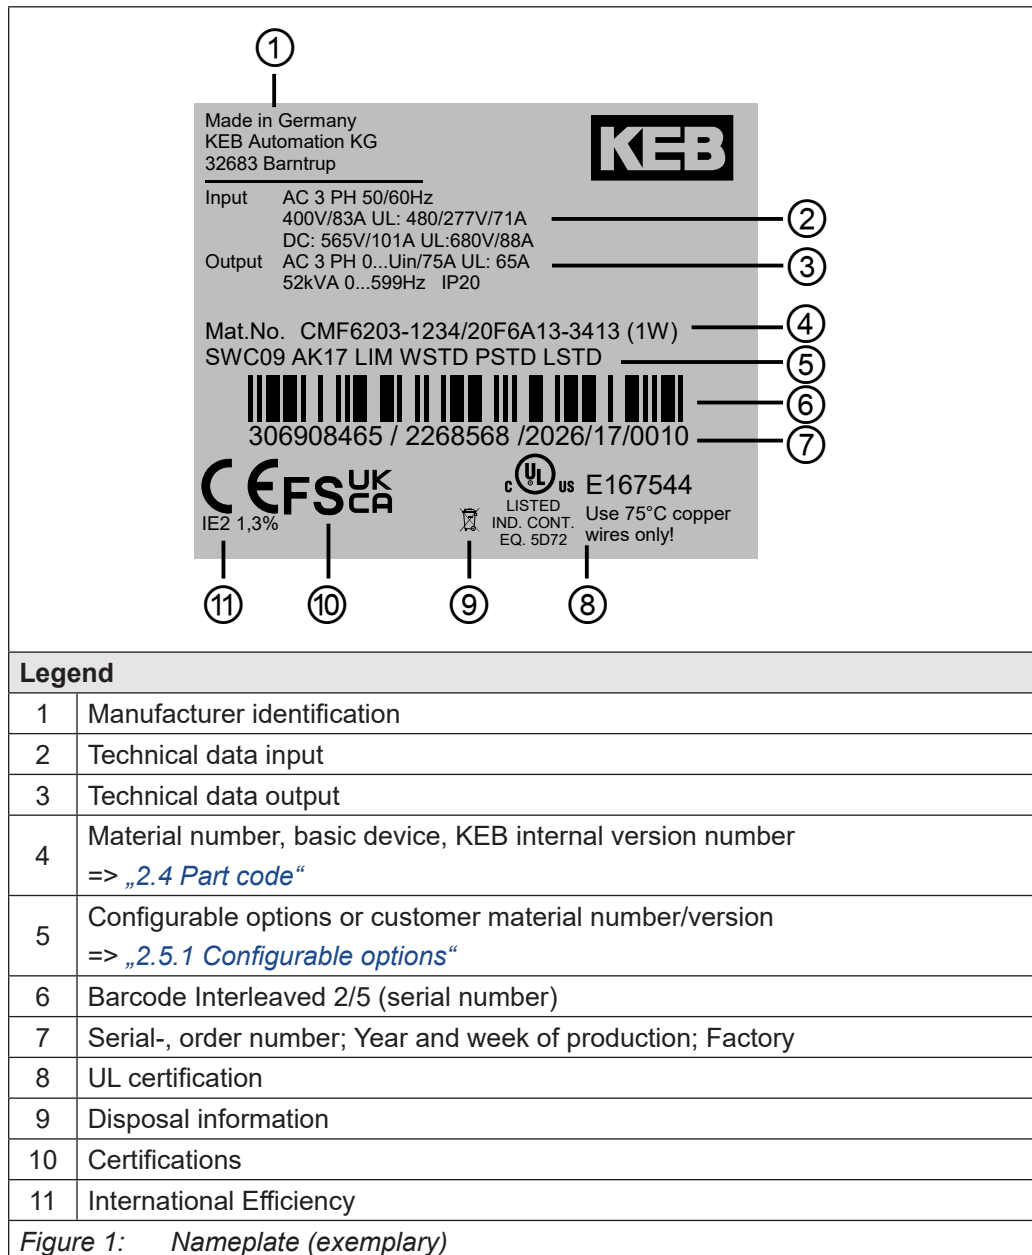 1
Made in Germany
KEB Automation KG
32683 Barntrup
KEB
Input AC 3 PH 50/60Hz
400V/83A UL: 480/277V/71A
2
DC: 565V/101A UL:680V/88A
Output AC 3 PH 0...Uin/75A UL: 65A
3
52kVA 0...599Hz IP20
Mat.No. CMF6203-1234/20F6A13-3413 (1W)
4
SWC09 AK17 LIM WSTD PSTD LSTD
5
6
306908465 / 2268568 /2026/17/0010
7
CE FS UK
CA
IE2 1,3%
C UL US E167544
LISTED
IND. CONT.
EQ. 5D72
Use 75°C copper
wires only!
11 10 9 8
Legend
1 Manufacturer identification
2 Technical data input
3 Technical data output
4 Material number, basic device, KEB internal version number
=> „2.4 Part code“
5 Configurable options or customer material number/version
=> „2.5.1 Configurable options“
6 Barcode Interleaved 2/5 (serial number)
7 Serial-, order number; Year and week of production; Factory
8 UL certification
9 Disposal information
10 Certifications
11 International Efficiency
Figure 1: Nameplate (exemplary)